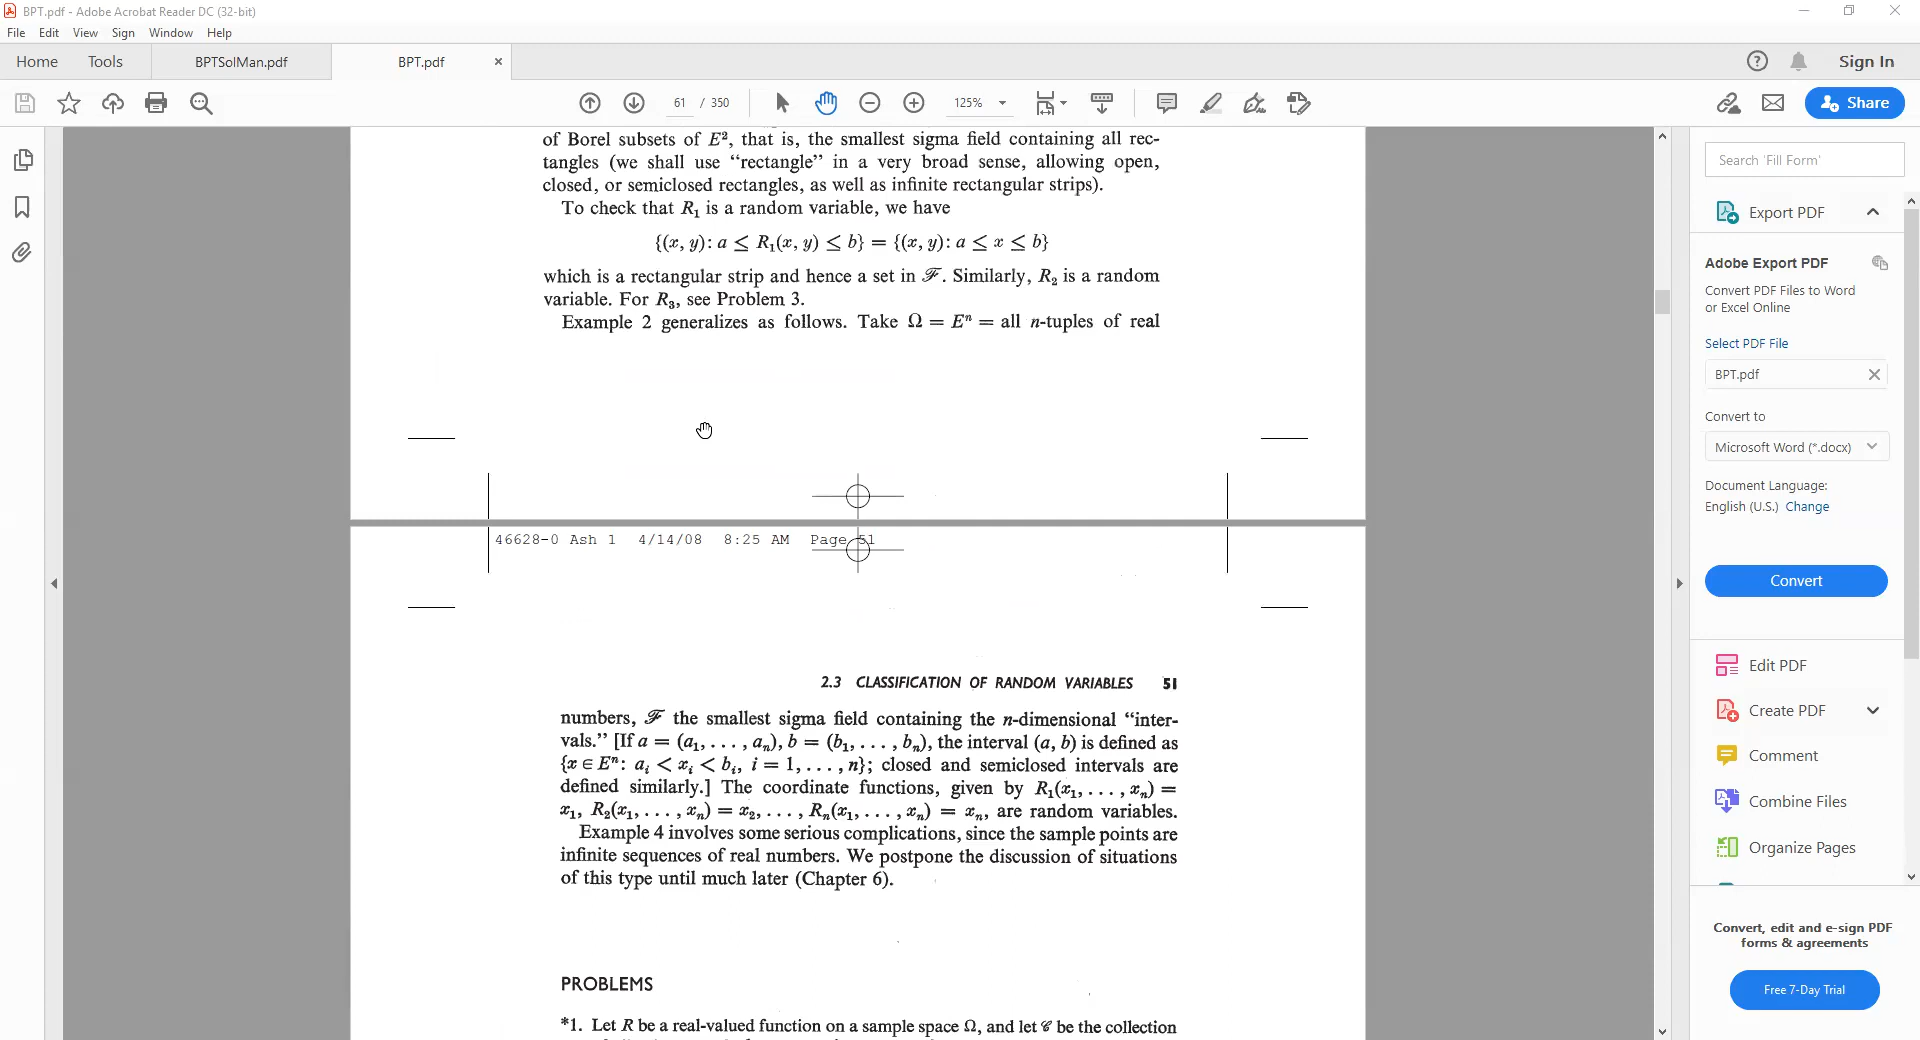 BPT.pdf - Adobe Acrobat Reader DC (32-bit)
File Edit View Sign Window Help
Home Tools BPTSolMan.pdf BPT.pdf × Sign In
61 / 350 125% Share
of Borel subsets of E², that is, the smallest sigma field containing all rec-
tangles (we shall use “rectangle” in a very broad sense, allowing open,
closed, or semiclosed rectangles, as well as infinite rectangular strips).
To check that R₁ is a random variable, we have
{(x, y): a ≤ R₁(x, y) ≤ b} = {(x, y): a ≤ x ≤ b}
which is a rectangular strip and hence a set in ℱ. Similarly, R₂ is a random
variable. For R₃, see Problem 3.
Example 2 generalizes as follows. Take Ω = Eⁿ = all n-tuples of real
46628-0 Ash 1 4/14/08 8:25 AM Page 51
2.3 CLASSIFICATION OF RANDOM VARIABLES 51
numbers, ℱ the smallest sigma field containing the n-dimensional “inter-
vals.” [If a = (a₁, . . . , aₙ), b = (b₁, . . . , bₙ), the interval (a, b) is defined as
{x ∈ Eⁿ: aᵢ < xᵢ < bᵢ, i = 1, . . . , n}; closed and semiclosed intervals are
defined similarly.] The coordinate functions, given by R₁(x₁, . . . , xₙ) =
x₁, R₂(x₁, . . . , xₙ) = x₂, . . . , Rₙ(x₁, . . . , xₙ) = xₙ, are random variables.
Example 4 involves some serious complications, since the sample points are
infinite sequences of real numbers. We postpone the discussion of situations
of this type until much later (Chapter 6).
PROBLEMS
*1. Let R be a real-valued function on a sample space Ω, and let 𝒞 be the collection
Search 'Fill Form'
Export PDF
Adobe Export PDF
Convert PDF Files to Word
or Excel Online
Select PDF File
BPT.pdf
Convert to
Microsoft Word (*.docx)
Document Language:
English (U.S.) Change
Convert
Edit PDF
Create PDF
Comment
Combine Files
Organize Pages
Convert, edit and e-sign PDF
forms & agreements
Free 7-Day Trial